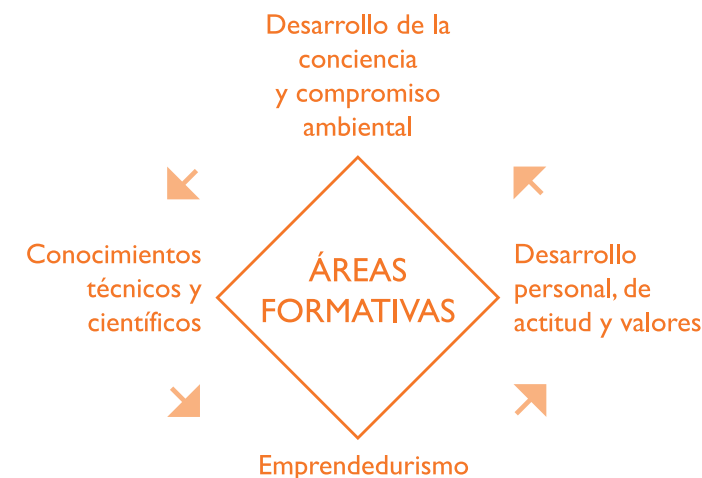 Desarrollo de la
conciencia
y compromiso
ambiental
Conocimientos
técnicos y
científicos
ÁREAS
FORMATIVAS
Desarrollo
personal, de
actitud y valores
Emprendedurismo